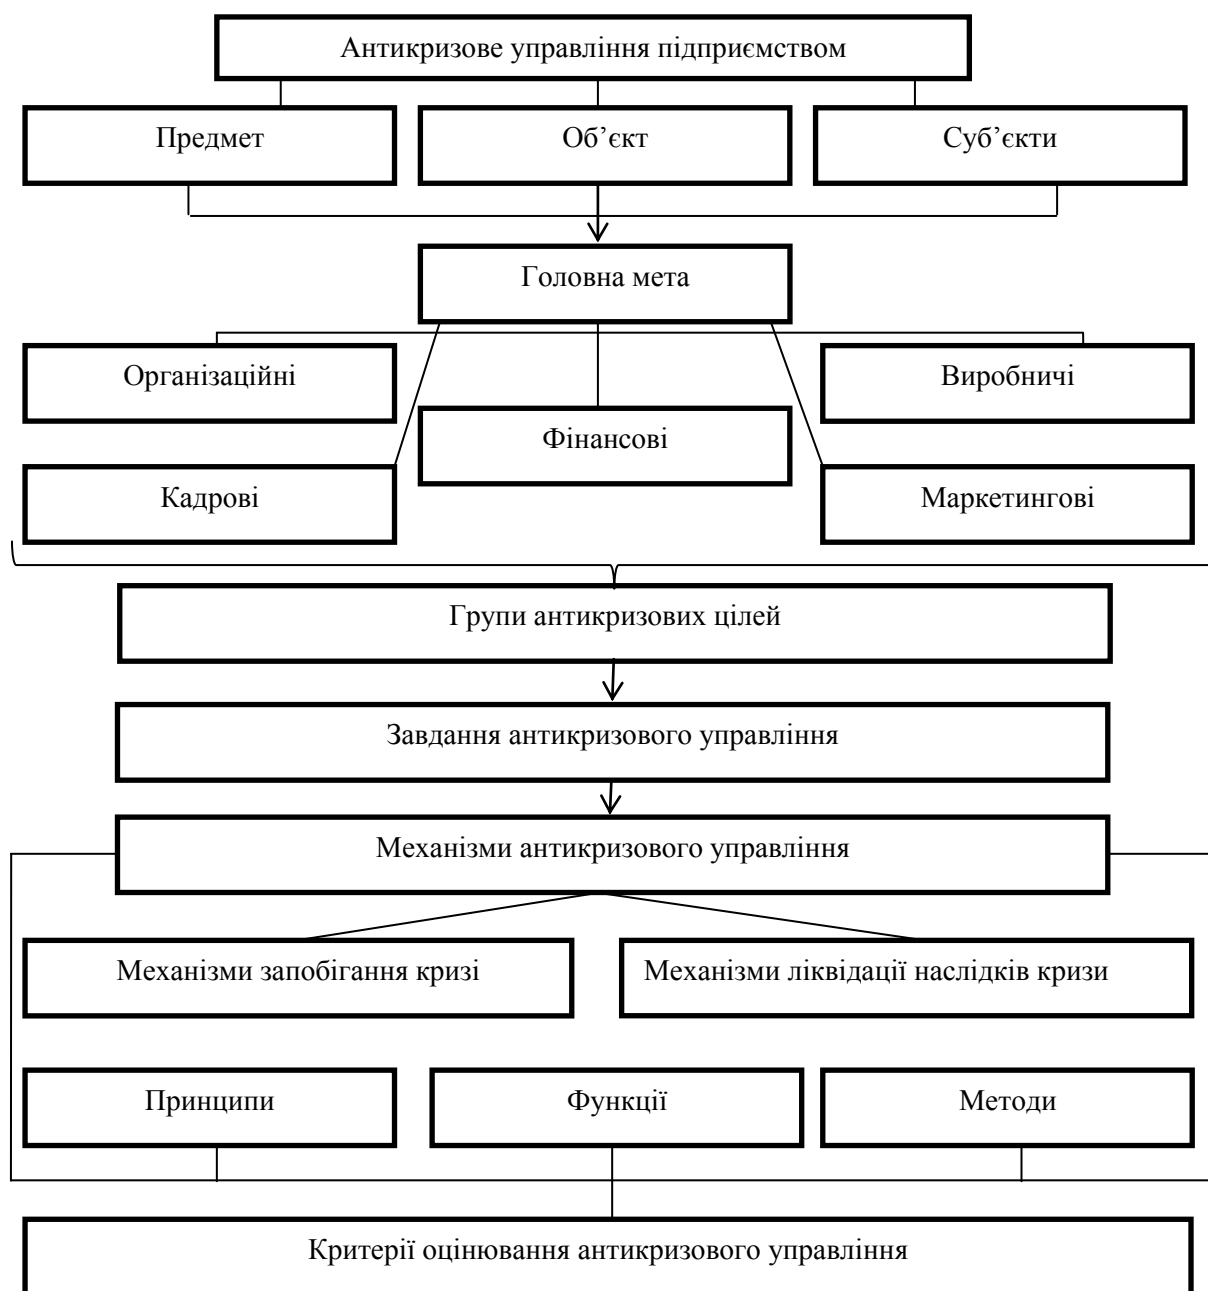 Антикризове управління підприємством
Предмет
Об’єкт
Суб’єкти
Головна мета
Організаційні
Виробничі
Фінансові
Кадрові
Маркетингові
Групи антикризових цілей
Завдання антикризового управління
Механізми антикризового управління
Механізми запобігання кризі
Механізми ліквідації наслідків кризи
Принципи
Функції
Методи
Критерії оцінювання антикризового управління